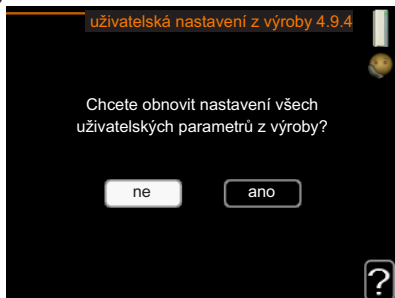 uživatelská nastavení z výroby 4.9.4
Chcete obnovit nastavení všech
uživatelských parametrů z výroby?
ne ano
?